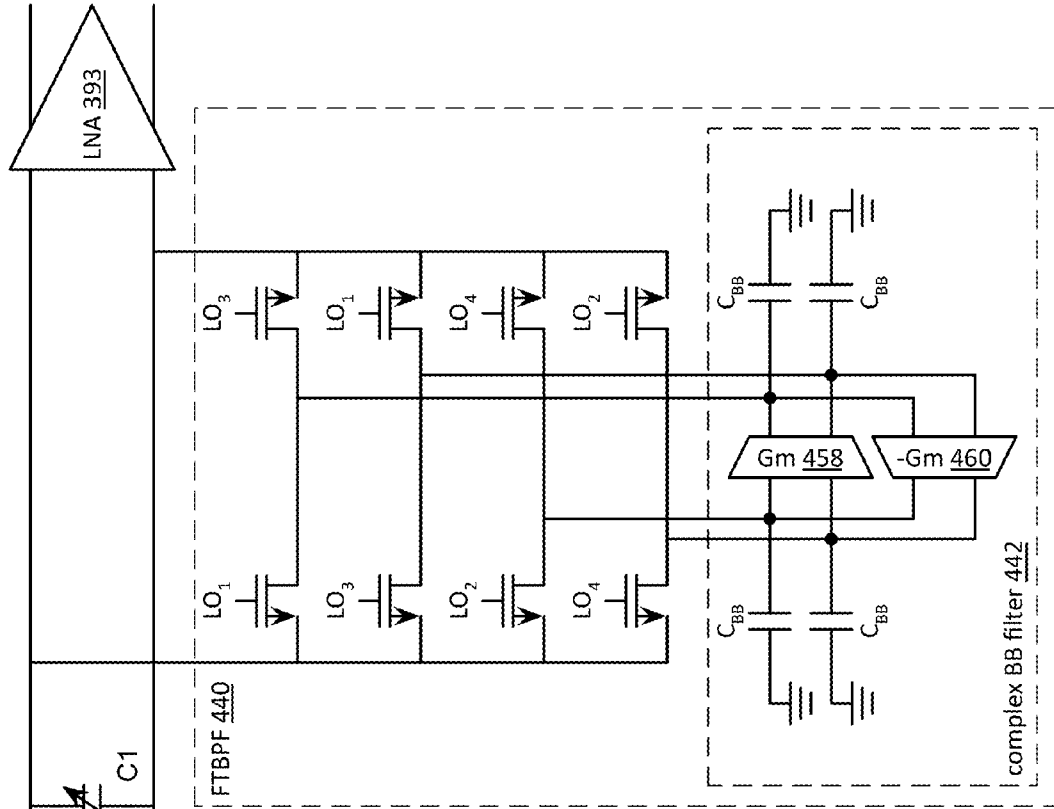 LNA 393
C1
FTBPF 440
LO3
LO1
LO1
LO3
LO4
LO2
LO2
LO4
CBB
CBB
Gm 458
-Gm 460
CBB
CBB
complex BB filter 442